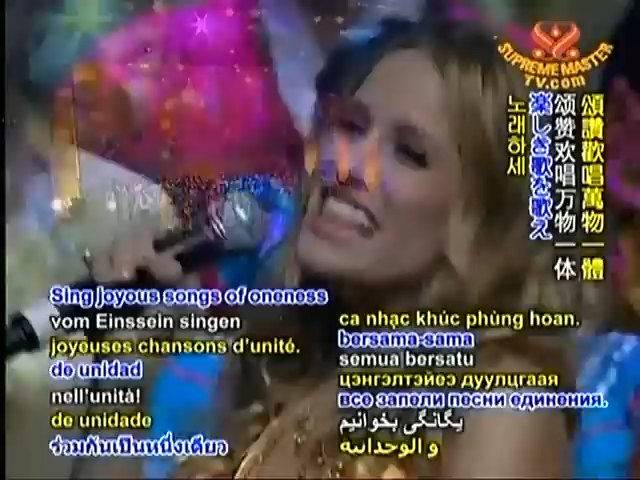 SUPREME MASTER
TV.com
頌讚歡唱萬物一體
颂赞欢唱万物一体
楽しき歌を歌え
노래하세
Sing joyous songs of oneness
vom Einssein singen
joyeuses chansons d'unité.
de unidad
nell'unità!
de unidade
ร่วมกันเป็นหนึ่งเดียว
ca nhạc khúc phùng hoan.
bersama-sama
semua bersatu
цэнгэлтэйеэ дуулцгаая
все запели песни единения.
یگانگی بخوانیم
و الوحدانية